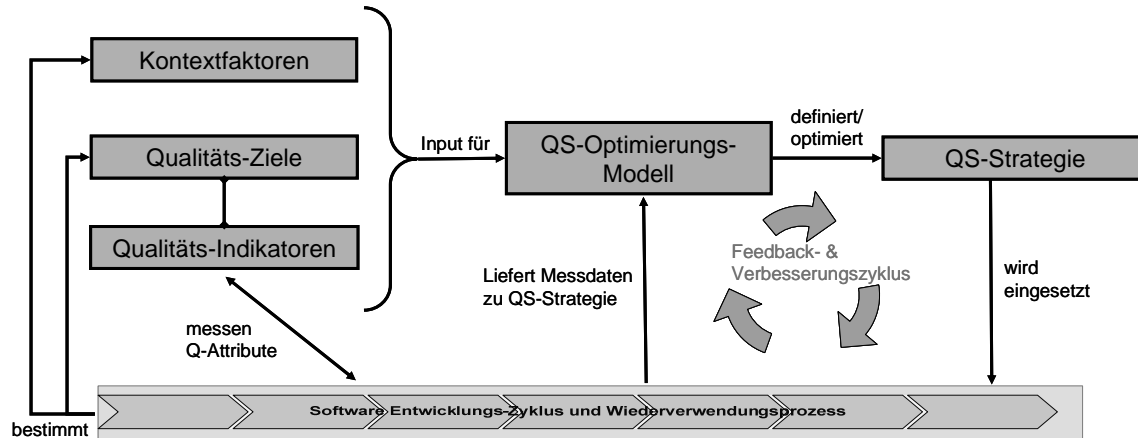 Kontextfaktoren
Qualitäts-Ziele
Qualitäts-Indikatoren
messen
Q-Attribute
bestimmt
Input für
QS-Optimierungs-
Modell
Liefert Messdaten
zu QS-Strategie
definiert/
optimiert
QS-Strategie
Feedback- &
Verbesserungszyklus
wird
eingesetzt
Software Entwicklungs-Zyklus und Wiederverwendungsprozess